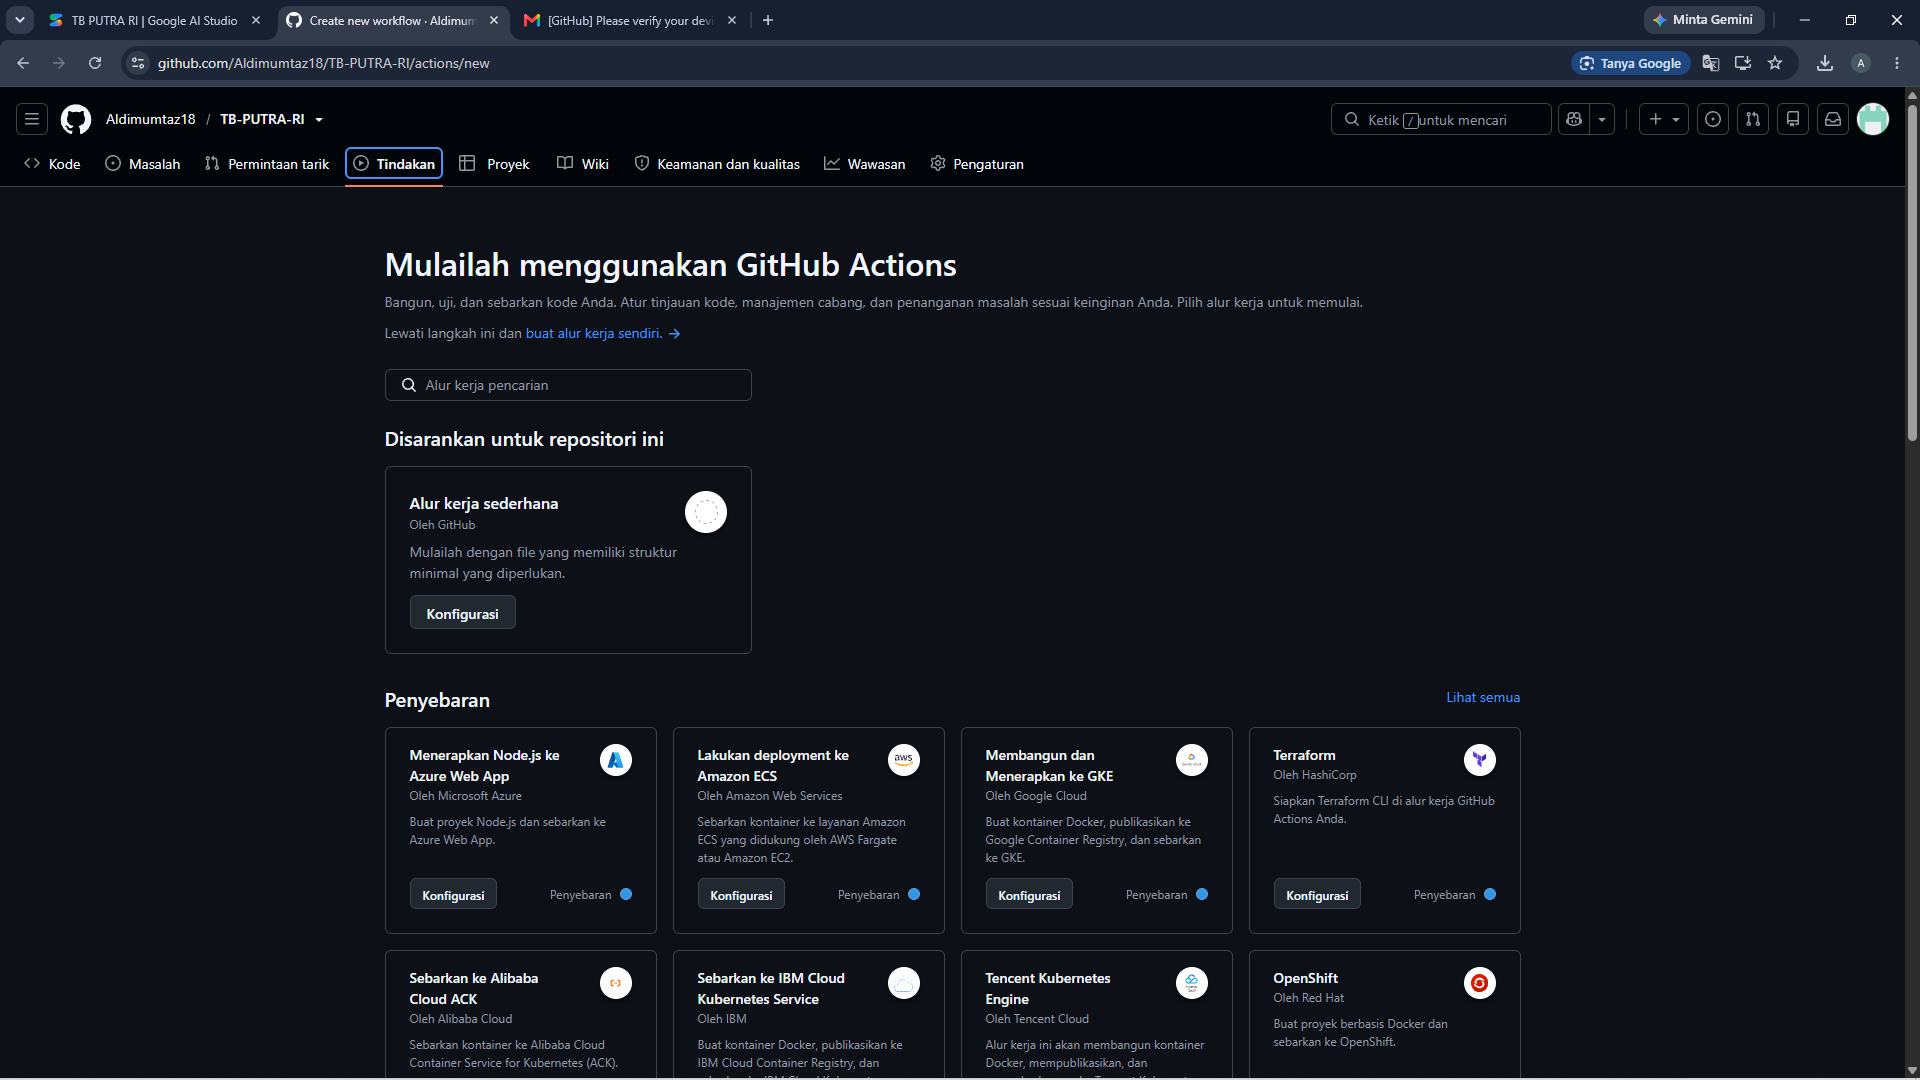 TB PUTRA RI | Google AI Studio
Create new workflow · Aldimum
[GitHub] Please verify your devi
Minta Gemini
github.com/Aldimumtaz18/TB-PUTRA-RI/actions/new
Tanya Google
A
Aldimumtaz18 / TB-PUTRA-RI
Ketik / untuk mencari
Kode
Masalah
Permintaan tarik
Tindakan
Proyek
Wiki
Keamanan dan kualitas
Wawasan
Pengaturan
Mulailah menggunakan GitHub Actions
Bangun, uji, dan sebarkan kode Anda. Atur tinjauan kode, manajemen cabang, dan penanganan masalah sesuai keinginan Anda. Pilih alur kerja untuk memulai.
Lewati langkah ini dan buat alur kerja sendiri. →
Alur kerja pencarian
Disarankan untuk repositori ini
Alur kerja sederhana
Oleh GitHub
Mulailah dengan file yang memiliki struktur
minimal yang diperlukan.
Konfigurasi
Penyebaran
Lihat semua
Menerapkan Node.js ke
Azure Web App
Oleh Microsoft Azure
Buat proyek Node.js dan sebarkan ke
Azure Web App.
Konfigurasi
Penyebaran
Lakukan deployment ke
Amazon ECS
aws
Oleh Amazon Web Services
Sebarkan kontainer ke layanan Amazon
ECS yang didukung oleh AWS Fargate
atau Amazon EC2.
Konfigurasi
Penyebaran
Membangun dan
Menerapkan ke GKE
Oleh Google Cloud
Buat kontainer Docker, publikasikan ke
Google Container Registry, dan sebarkan
ke GKE.
Konfigurasi
Penyebaran
Terraform
Oleh HashiCorp
Siapkan Terraform CLI di alur kerja GitHub
Actions Anda.
Konfigurasi
Penyebaran
Sebarkan ke Alibaba
Cloud ACK
Oleh Alibaba Cloud
Sebarkan kontainer ke Alibaba Cloud
Container Service for Kubernetes (ACK).
Sebarkan ke IBM Cloud
Kubernetes Service
Oleh IBM
Buat kontainer Docker, publikasikan ke
IBM Cloud Container Registry, dan
Tencent Kubernetes
Engine
Oleh Tencent Cloud
Alur kerja ini akan membangun kontainer
Docker, mempublikasikan, dan
OpenShift
Oleh Red Hat
Buat proyek berbasis Docker dan
sebarkan ke OpenShift.